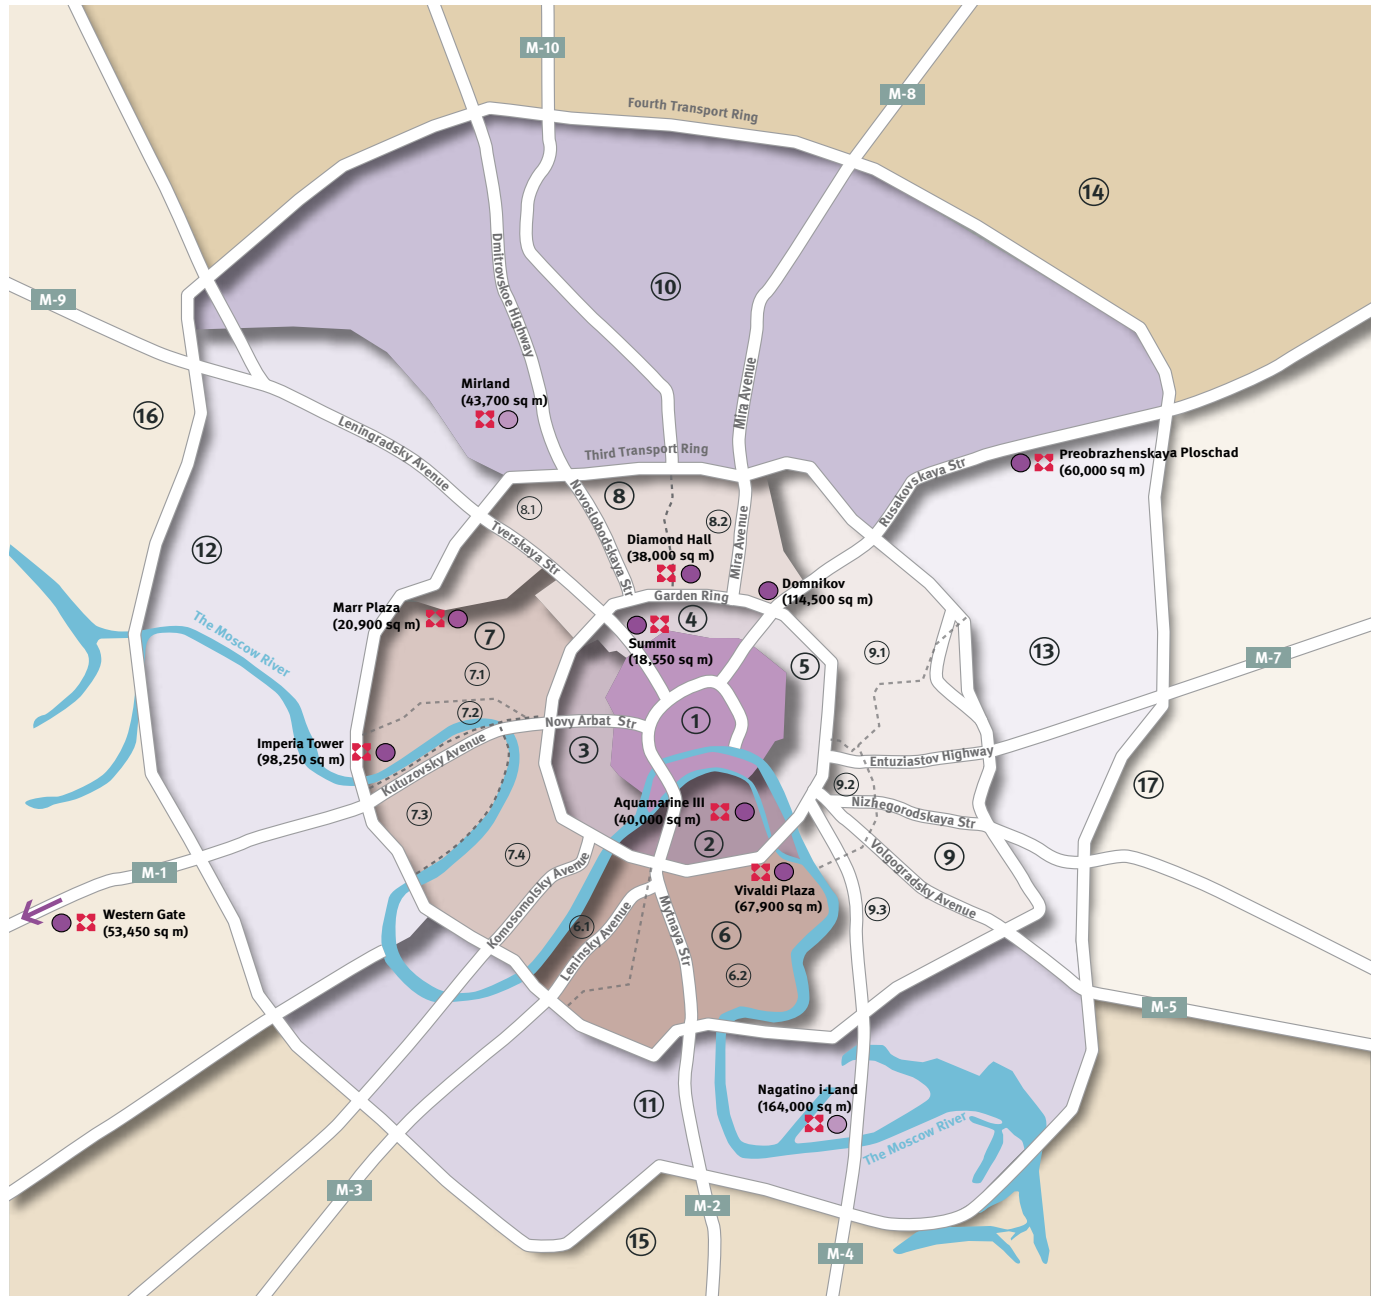 M-10
M-8
Fourth Transport Ring
14
10
M-9
Dmitrovskoe Highway
Mirland
(43,700 sq m)
Mira Avenue
16
Leningradsky Avenue
Third Transport Ring
Rusakovskaya Str
Preobrazhenskaya Ploschad
(60,000 sq m)
8
8.1
8.2
Novoslobodskaya Str
Tverskaya Str
Mira Avenue
12
Diamond Hall
(38,000 sq m)
Domnikov
(114,500 sq m)
Garden Ring
Marr Plaza
(20,900 sq m)
7
4
Summit
(18,550 sq m)
The Moscow River
7.1
5
9.1
13
M-7
7.2
Novy Arbat Str
1
3
Imperia Tower
(98,250 sq m)
Kutuzovsky Avenue
Entuziastov Highway
9.2
17
7.3
Aquamarine III
(40,000 sq m)
Nizhegorodskaya Str
2
7.4
9
Volgogradsky Avenue
M-1
Vivaldi Plaza
(67,900 sq m)
Western Gate
(53,450 sq m)
Komosomolsky Avenue
6.1
Leninsky Avenue
Mytnaya Str
6
9.3
6.2
M-5
Nagatino i-Land
(164,000 sq m)
11
The Moscow River
M-3
M-2
15
M-4